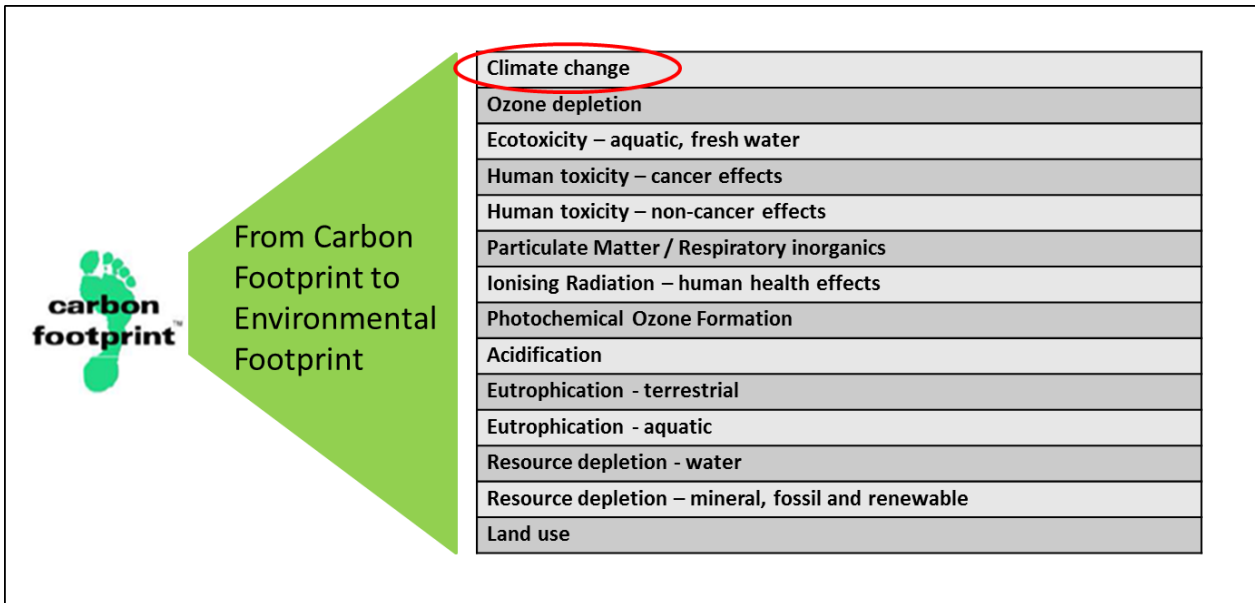 carbon
footprint™
From Carbon
Footprint to
Environmental
Footprint
Climate change
Ozone depletion
Ecotoxicity – aquatic, fresh water
Human toxicity – cancer effects
Human toxicity – non-cancer effects
Particulate Matter / Respiratory inorganics
Ionising Radiation – human health effects
Photochemical Ozone Formation
Acidification
Eutrophication - terrestrial
Eutrophication - aquatic
Resource depletion - water
Resource depletion – mineral, fossil and renewable
Land use